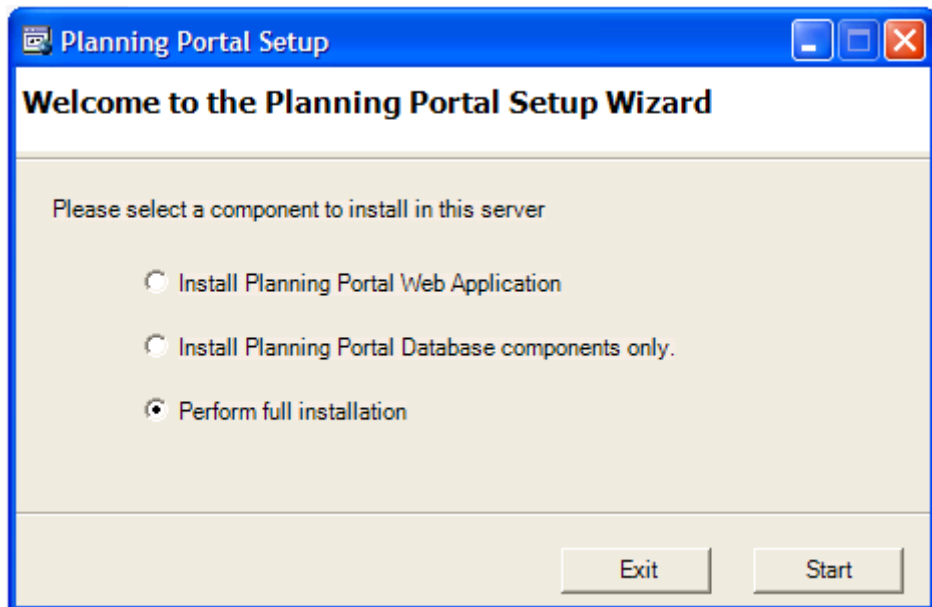 Planning Portal Setup
Welcome to the Planning Portal Setup Wizard
Please select a component to install in this server
Install Planning Portal Web Application
Install Planning Portal Database components only.
Perform full installation
Exit Start